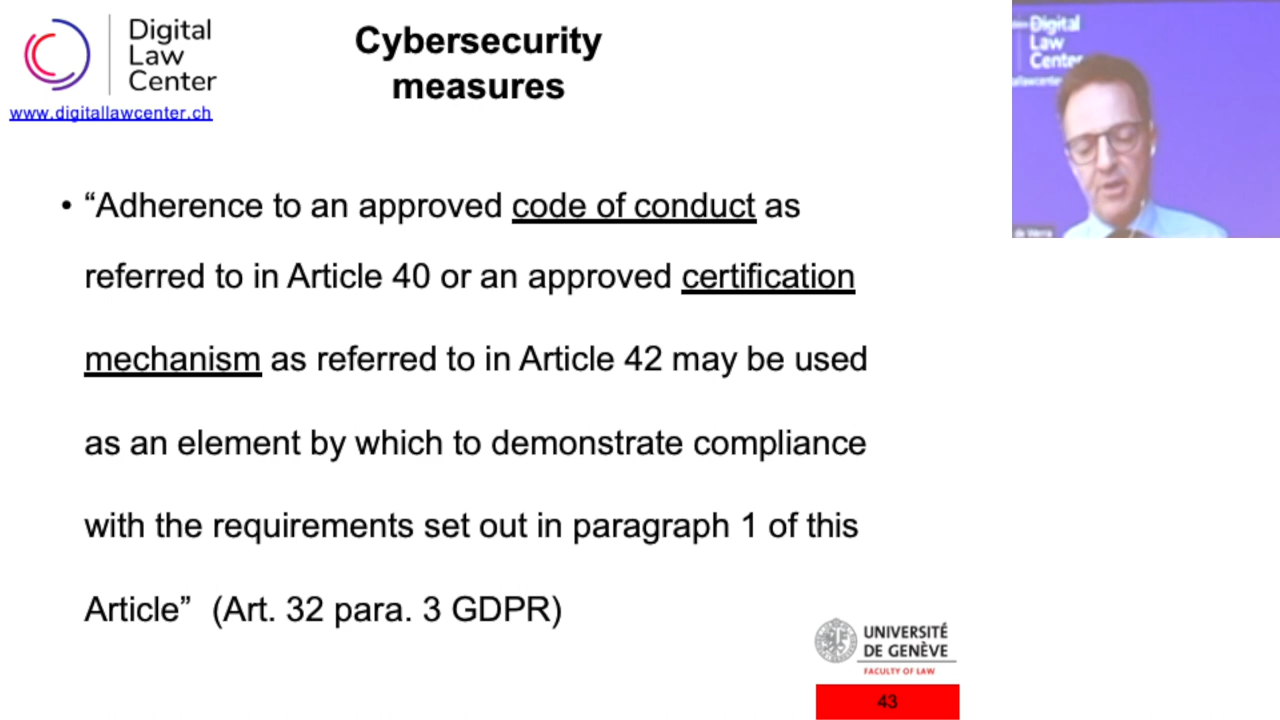 Digital
Law
Center
www.digitallawcenter.ch
Cybersecurity
measures
• “Adherence to an approved code of conduct as
referred to in Article 40 or an approved certification
mechanism as referred to in Article 42 may be used
as an element by which to demonstrate compliance
with the requirements set out in paragraph 1 of this
Article” (Art. 32 para. 3 GDPR)
Digital
Law
Center
de Werra
UNIVERSITÉ
DE GENÈVE
FACULTY OF LAW
43